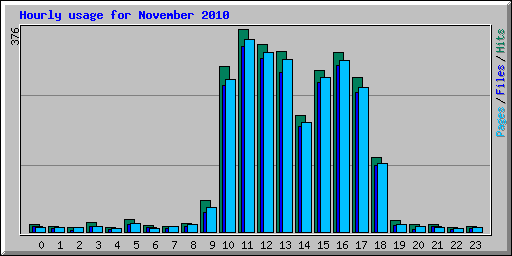 Hourly usage for November 2010
376
Pages / Files / Hits
0 1 2 3 4 5 6 7 8 9 10 11 12 13 14 15 16 17 18 19 20 21 22 23